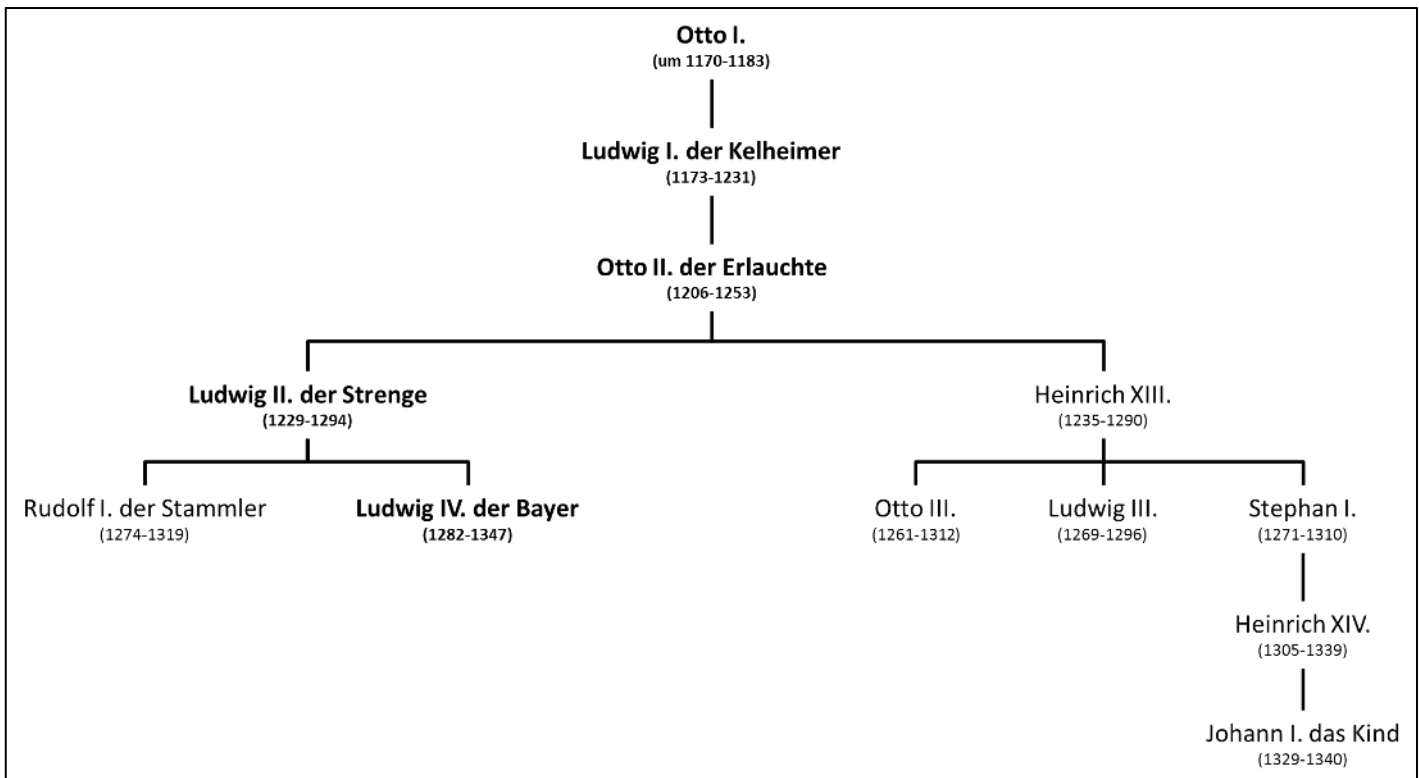 Otto I.
(um 1170-1183)
Ludwig I. der Kelheimer
(1173-1231)
Otto II. der Erlauchte
(1206-1253)
Ludwig II. der Strenge
(1229-1294)
Heinrich XIII.
(1235-1290)
Rudolf I. der Stammler
(1274-1319)
Ludwig IV. der Bayer
(1282-1347)
Otto III.
(1261-1312)
Ludwig III.
(1269-1296)
Stephan I.
(1271-1310)
Heinrich XIV.
(1305-1339)
Johann I. das Kind
(1329-1340)